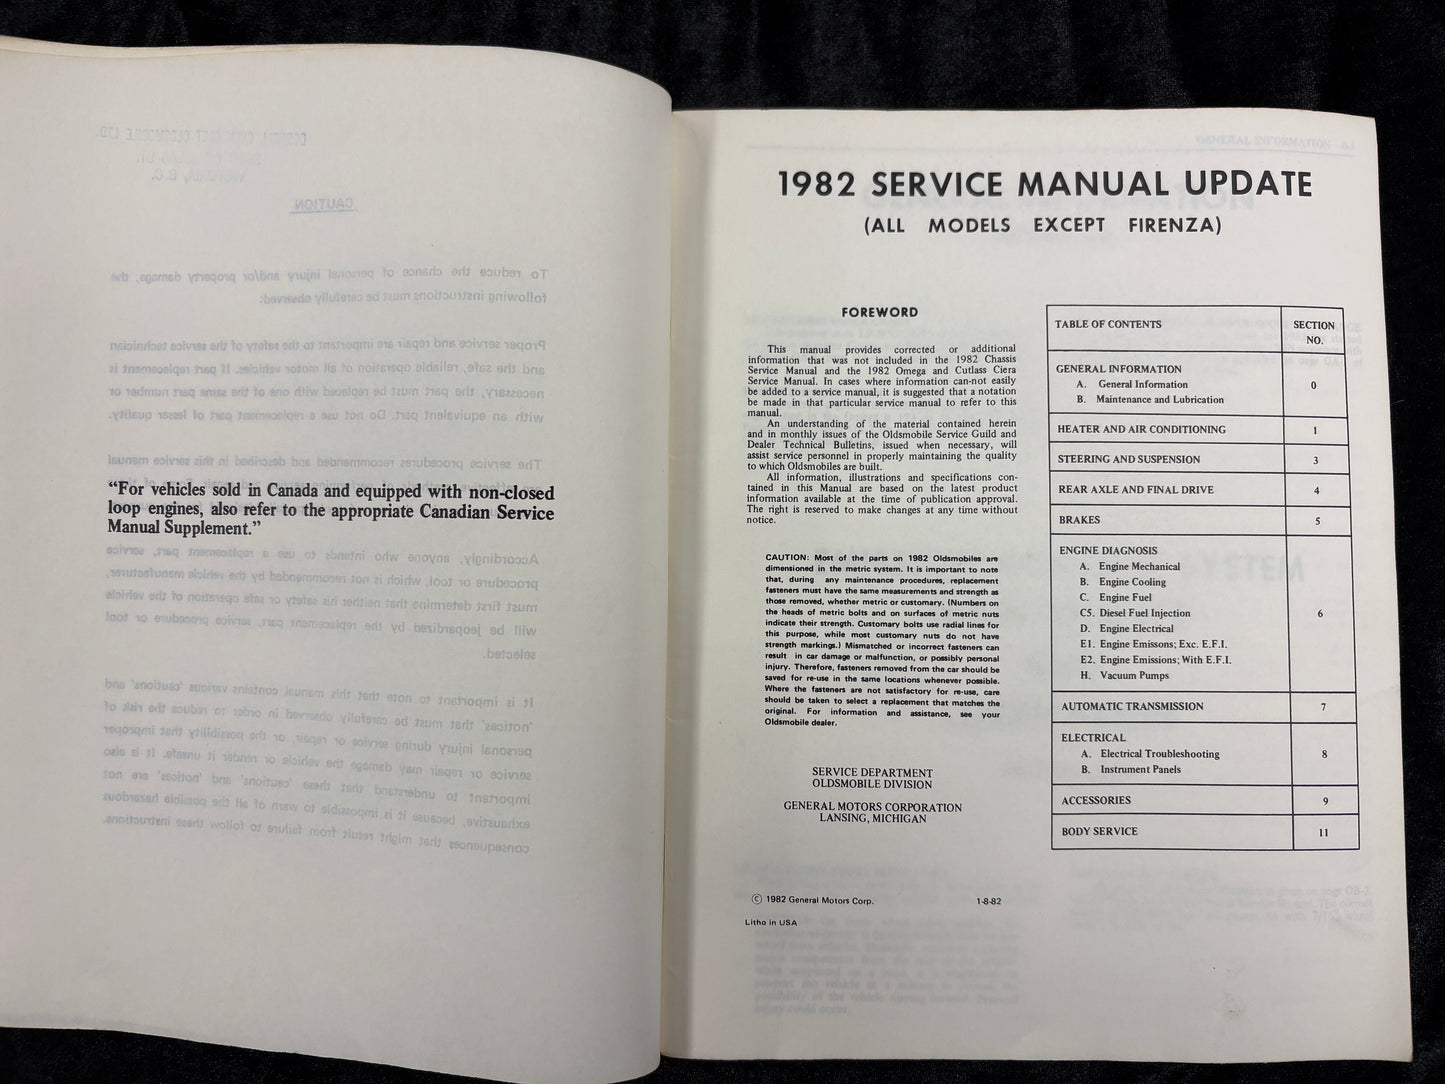 "For vehicles sold in Canada and equipped with non-closed
loop engines, also refer to the appropriate Canadian Service
Manual Supplement."
1982 SERVICE MANUAL UPDATE
(ALL MODELS EXCEPT FIRENZA)
FOREWORD
This manual provides corrected or additional
information that was not included in the 1982 Chassis
Service Manual and the 1982 Omega and Cutlass Ciera
Service Manual. In cases where information can-not easily
be added to a service manual, it is suggested that a notation
be made in that particular service manual to refer to this
manual.
An understanding of the material contained herein
and in monthly issues of the Oldsmobile Service Guild and
Dealer Technical Bulletins, issued when necessary, will
assist service personnel in properly maintaining the quality
to which Oldsmobiles are built.
All information, illustrations and specifications con-
tained in this Manual are based on the latest product
information available at the time of publication approval.
The right is reserved to make changes at any time without
notice.
CAUTION: Most of the parts on 1982 Oldsmobiles are
dimensioned in the metric system. It is important to note
that, during any maintenance procedures, replacement
fasteners must have the same measurements and strength as
those removed, whether metric or customary. (Numbers on
the heads of metric bolts and on surfaces of metric nuts
indicate their strength. Customary bolts use radial lines for
this purpose, while most customary nuts do not have
strength markings.) Mismatched or incorrect fasteners can
result in car damage or malfunction, or possibly personal
injury. Therefore, fasteners removed from the car should be
saved for re-use in the same locations whenever possible.
Where the fasteners are not satisfactory for re-use, care
should be taken to select a replacement that matches the
original. For information and assistance, see your
Oldsmobile dealer.
SERVICE DEPARTMENT
OLDSMOBILE DIVISION
GENERAL MOTORS CORPORATION
LANSING, MICHIGAN
© 1982 General Motors Corp. 1-8-82
Litho in USA
TABLE OF CONTENTS SECTION
NO.
GENERAL INFORMATION
A. General Information 0
B. Maintenance and Lubrication
HEATER AND AIR CONDITIONING 1
STEERING AND SUSPENSION 3
REAR AXLE AND FINAL DRIVE 4
BRAKES 5
ENGINE DIAGNOSIS
A. Engine Mechanical
B. Engine Cooling
C. Engine Fuel
C5. Diesel Fuel Injection 6
D. Engine Electrical
E1. Engine Emissons; Exc. E.F.I.
E2. Engine Emissions; With E.F.I.
H. Vacuum Pumps
AUTOMATIC TRANSMISSION 7
ELECTRICAL
A. Electrical Troubleshooting 8
B. Instrument Panels
ACCESSORIES 9
BODY SERVICE 11